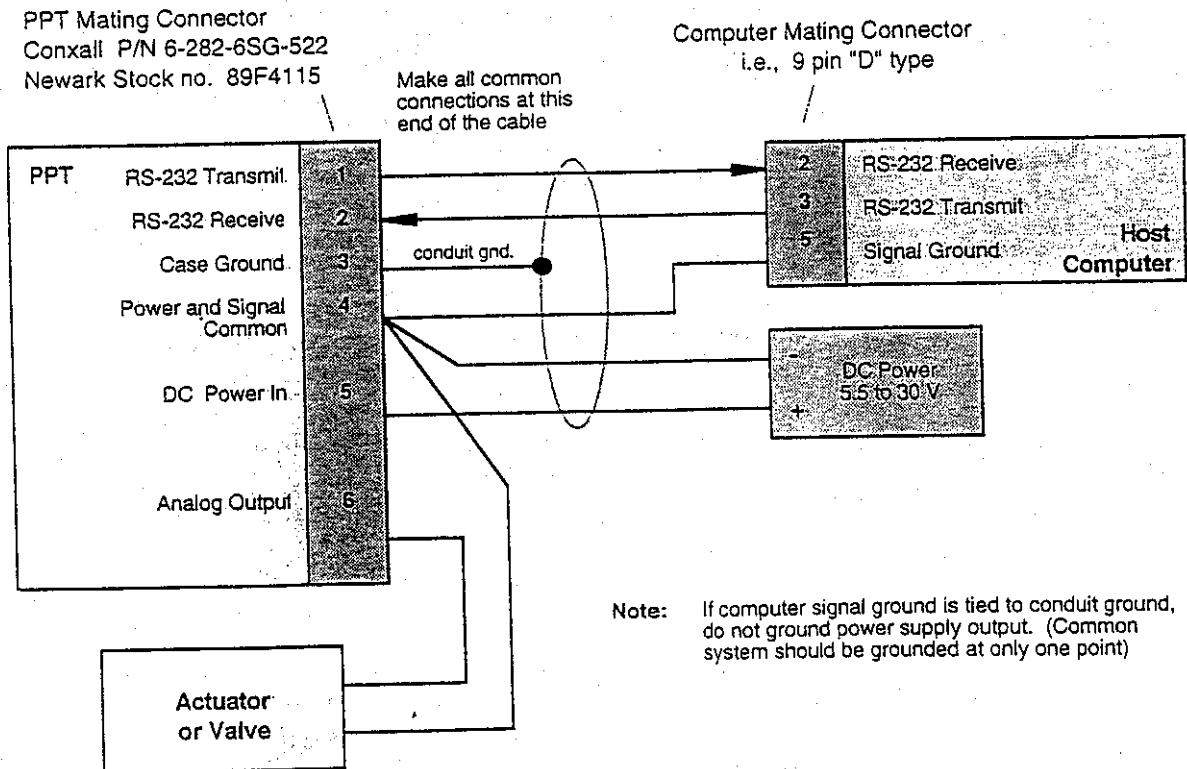 PPT Mating Connector
Conxall P/N 6-282-6SG-522
Newark Stock no. 89F4115
Make all common
connections at this
end of the cable
Computer Mating Connector
i.e., 9 pin "D" type
PPT
RS-232 Transmit
1
RS-232 Receive
2
Case Ground
3
conduit gnd.
Power and Signal
Common
4
DC Power In
5
Analog Output
6
2
RS-232 Receive
3
RS-232 Transmit
5
Signal Ground
Host
Computer
-
+
DC Power
5.5 to 30 V
Note: If computer signal ground is tied to conduit ground,
do not ground power supply output. (Common
system should be grounded at only one point)
Actuator
or Valve